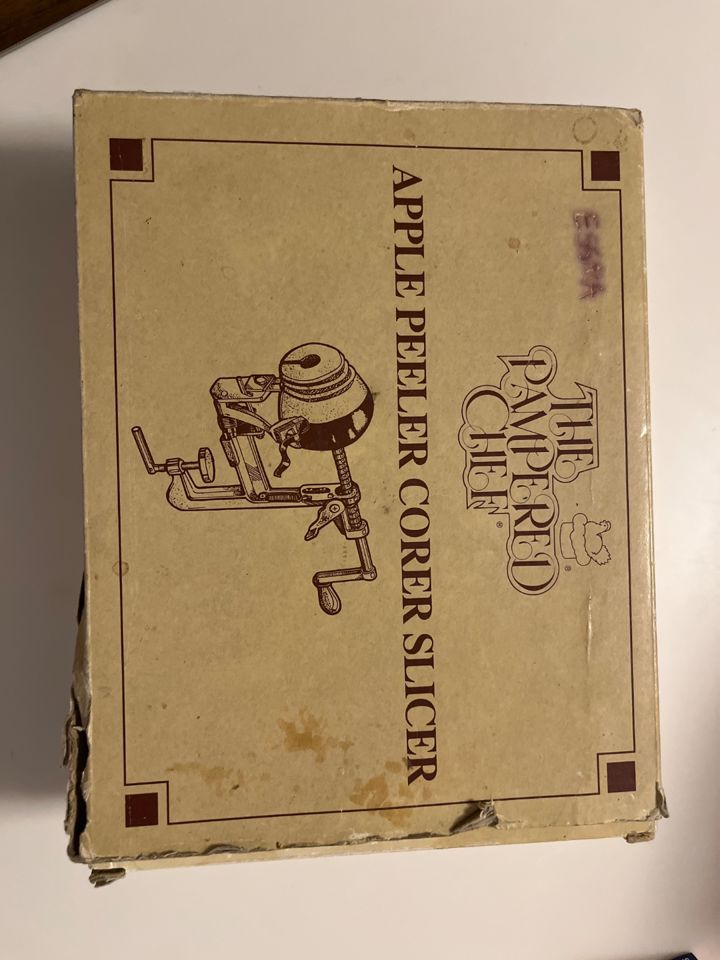 THE ®
PAMPERED
CHEF®
APPLE PEELER CORER SLICER